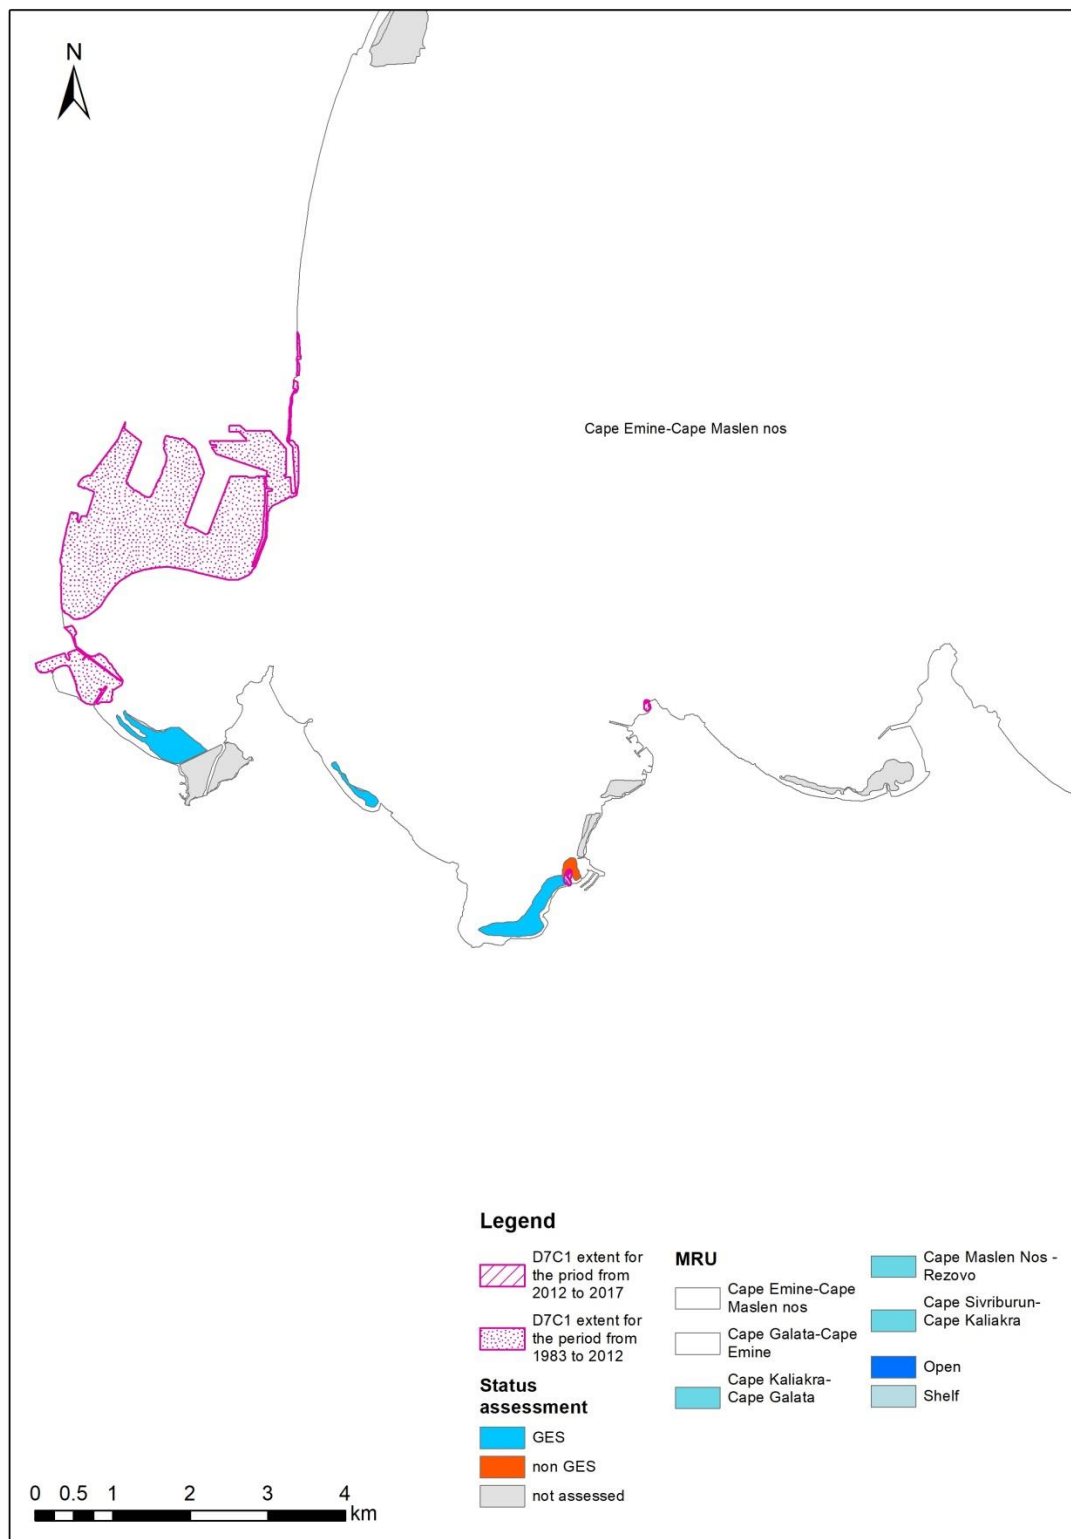 N
Cape Emine-Cape Maslen nos
Legend
D7C1 extent for
the priod from
2012 to 2017
D7C1 extent for
the period from
1983 to 2012
Status
assessment
GES
non GES
not assessed
MRU
Cape Emine-Cape
Maslen nos
Cape Galata-Cape
Emine
Cape Kaliakra-
Cape Galata
Cape Maslen Nos -
Rezovo
Cape Sivriburun-
Cape Kaliakra
Open
Shelf
0 0.5 1 2 3 4
km